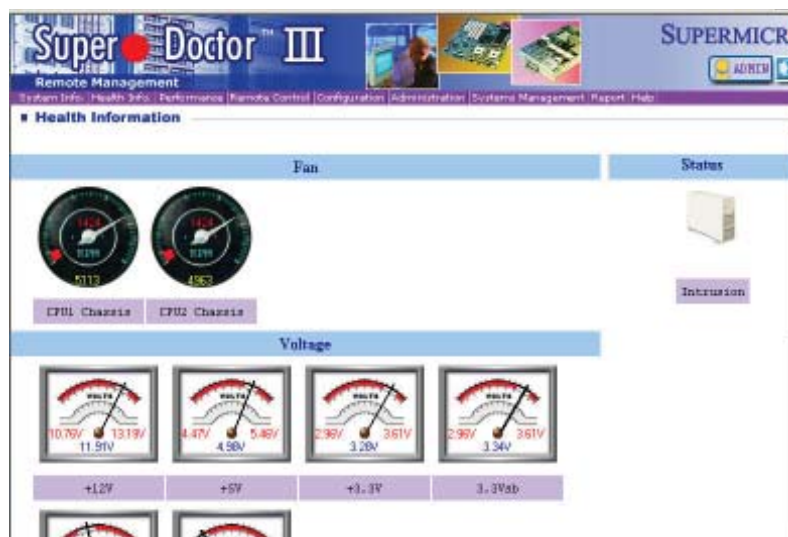 Super Doctor™ III
SUPERMICR
ADMIN
Remote Management
System Info Health Info Performance Remote Control Configuration Administration Systems Management Report Help
Health Information
Fan
Status
1424 1424
5113 4963
CPU1 Chassis CPU2 Chassis
Intrusion
Voltage
VOLTS VOLTS VOLTS VOLTS
10.76V 13.19V 4.47V 5.46V 2.96V 3.61V 2.96V 3.61V
11.91V 4.98V 3.28V 3.34V
+12V +5V +3.3V 3.3Vsb